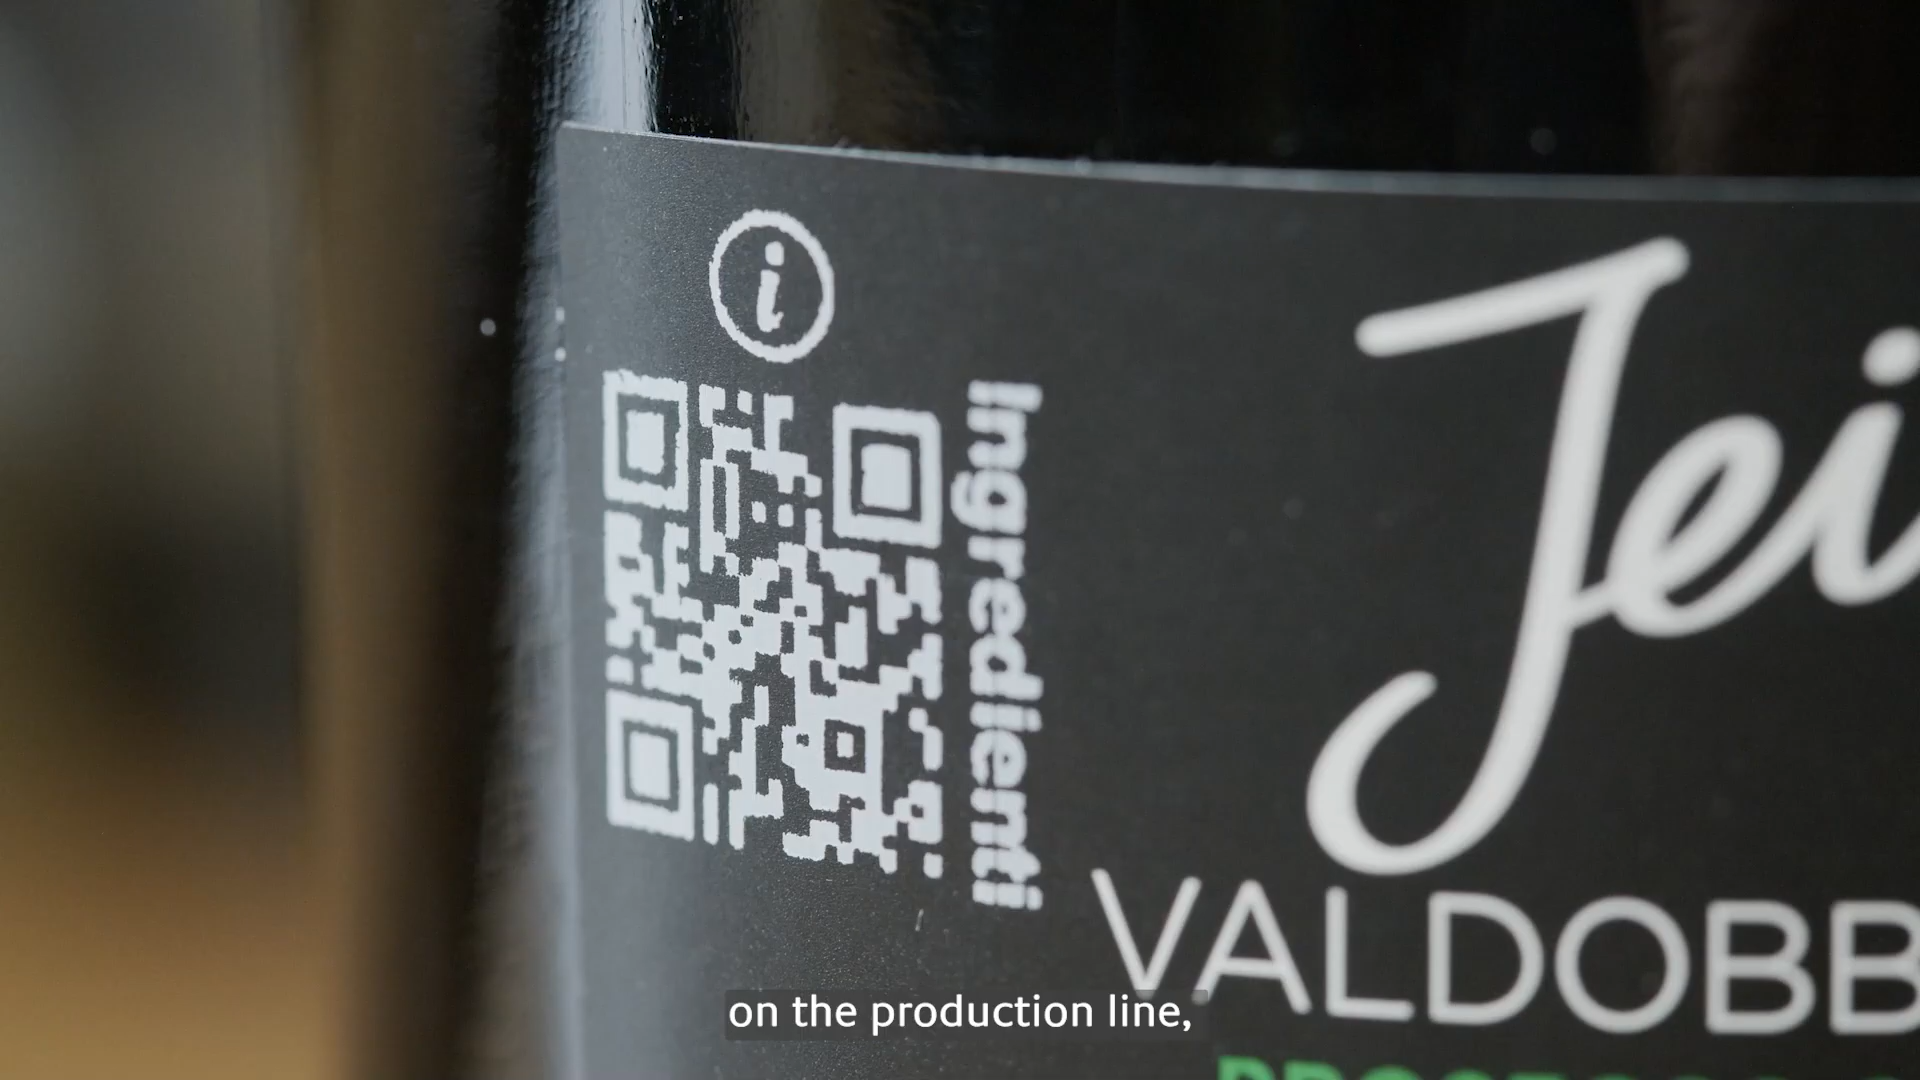 i
Ingredienti
Jei
VALDOBB
on the production line,